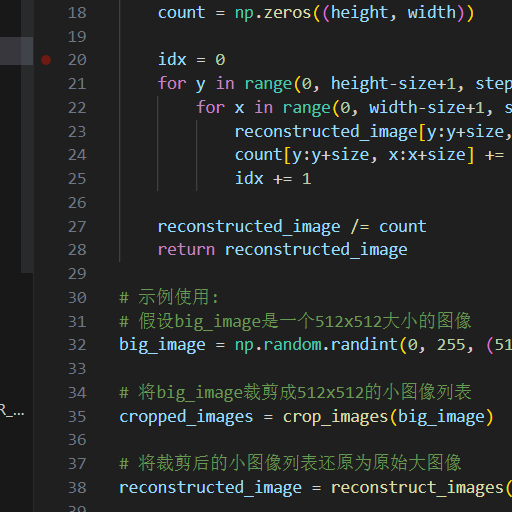 18 count = np.zeros((height, width))
19
20 idx = 0
21 for y in range(0, height-size+1, step
22 for x in range(0, width-size+1, s
23 reconstructed_image[y:y+size,
24 count[y:y+size, x:x+size] +=
25 idx += 1
26
27 reconstructed_image /= count
28 return reconstructed_image
29
30 # 示例使用:
31 # 假设big_image是一个512x512大小的图像
32 big_image = np.random.randint(0, 255, (51
33
34 # 将big_image裁剪成512x512的小图像列表
R_...
35 cropped_images = crop_images(big_image)
36
37 # 将裁剪后的小图像列表还原为原始大图像
38 reconstructed_image = reconstruct_images(
39